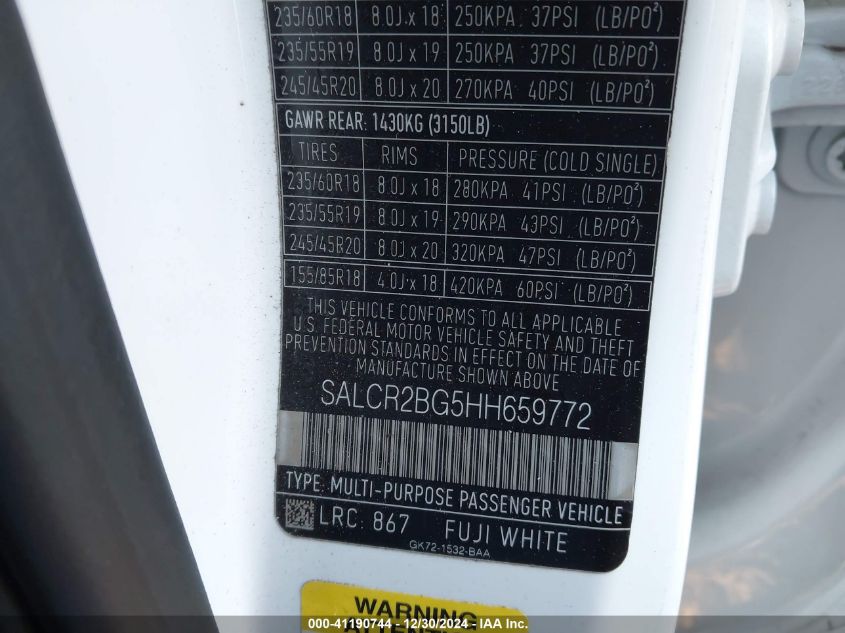 235/60R18 8.0J x 18 250KPA 37PSI (LB/PO²)
235/55R19 8.0J x 19 250KPA 37PSI (LB/PO²)
245/45R20 8.0J x 20 270KPA 40PSI (LB/PO²)
GAWR REAR: 1430KG (3150LB)
TIRES RIMS PRESSURE (COLD SINGLE)
235/60R18 8.0J x 18 280KPA 41PSI (LB/PO²)
235/55R19 8.0J x 19 290KPA 43PSI (LB/PO²)
245/45R20 8.0J x 20 320KPA 47PSI (LB/PO²)
155/85R18 4.0J x 18 420KPA 60PSI (LB/PO²)
THIS VEHICLE CONFORMS TO ALL APPLICABLE
U.S. FEDERAL MOTOR VEHICLE SAFETY AND THEFT
PREVENTION STANDARDS IN EFFECT ON THE DATE OF
MANUFACTURE SHOWN ABOVE
SALCR2BG5HH659772
TYPE: MULTI-PURPOSE PASSENGER VEHICLE
LRC: 867 FUJI WHITE
GK72-1532-BAA
WARNING
000-41190744 - 12/30/2024 - IAA Inc.